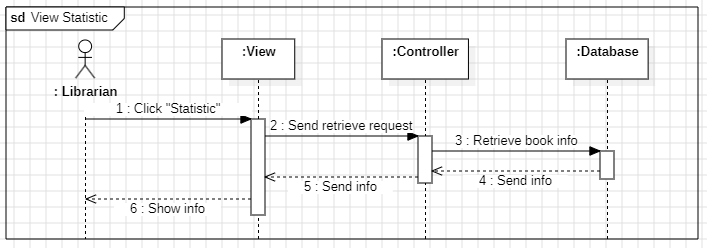 sd View Statistic
:View
:Controller
:Database
: Librarian
1 : Click "Statistic"
2 : Send retrieve request
3 : Retrieve book info
4 : Send info
5 : Send info
6 : Show info